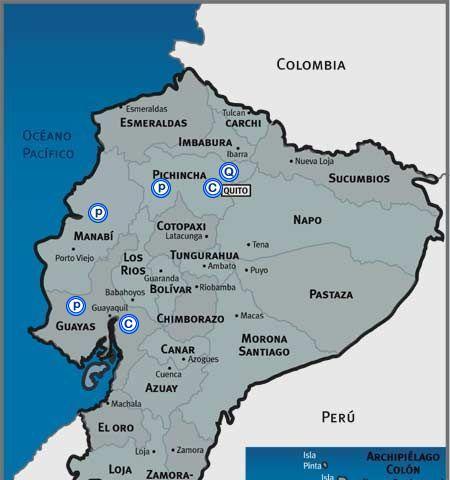 COLOMBIA
Esmeraldas
ESMERALDAS
Tulcan
CARCHI
OCÉANO
PACÍFICO
IMBABURA
Ibarra
Nueva Loja
PICHINCHA
Q
SUCUMBIOS
P
C
QUITO
P
NAPO
MANABÍ
COTOPAXI
Latacunga
Tena
Porto Viejo
LOS
RIOS
TUNGURAHUA
Ambato
Puyo
Guaranda
BOLÍVAR
Riobamba
Babahoyos
PASTAZA
P
Guayaquil
GUAYAS
C
CHIMBORAZO
Macas
MORONA
SANTIAGO
CANAR
Azogues
Cuenca
AZUAY
Machala
PERÚ
EL ORO
Loja
Zamora
LOJA
ZAMORA-
Isla
Pinta
Isla
ARCHIPIÉLAGO
COLÓN